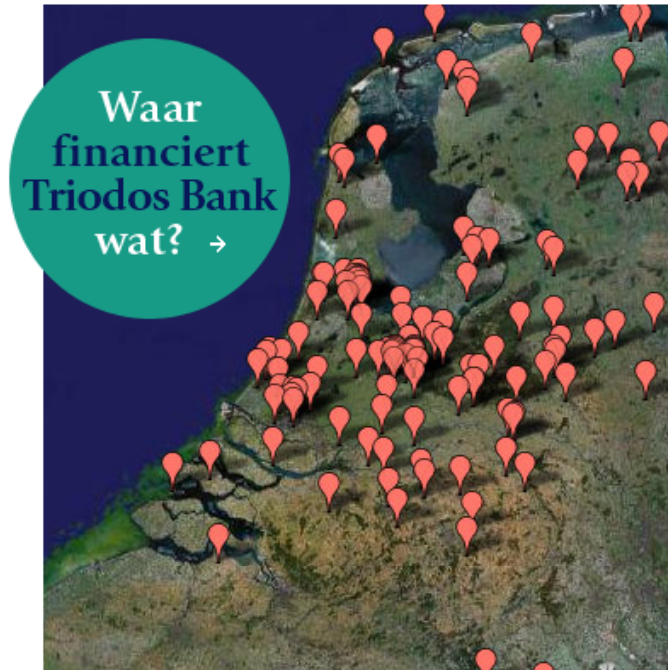 Waar
financiert
Triodos Bank
wat? →